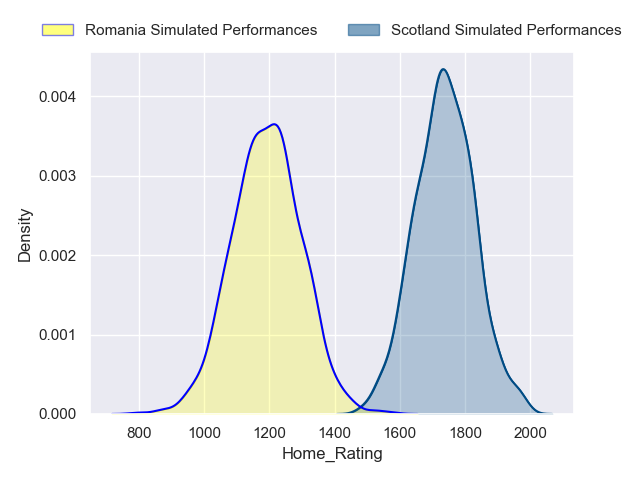 Romania Simulated Performances Scotland Simulated Performances
0.004
0.003
0.002
0.001
0.000
Density
800 1000 1200 1400 1600 1800 2000
Home_Rating